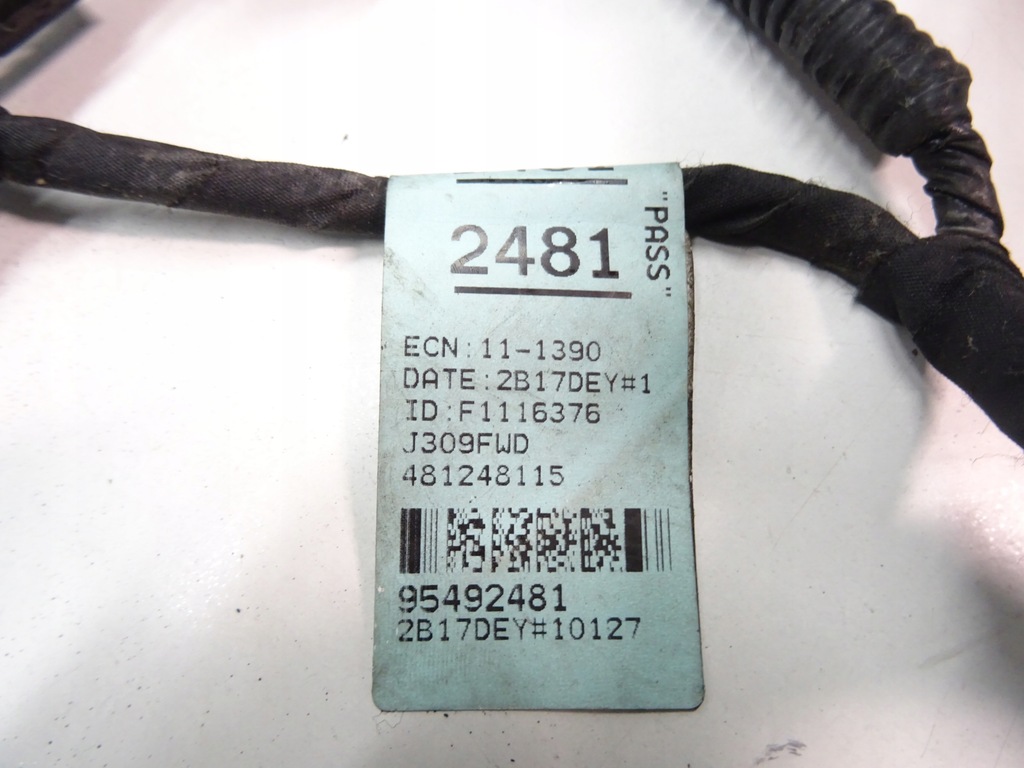 2481
"PASS"
ECN:11-1390
DATE:2B17DEY#1
ID:F1116376
J309FWD
481248115
95492481
2B17DEY#10127